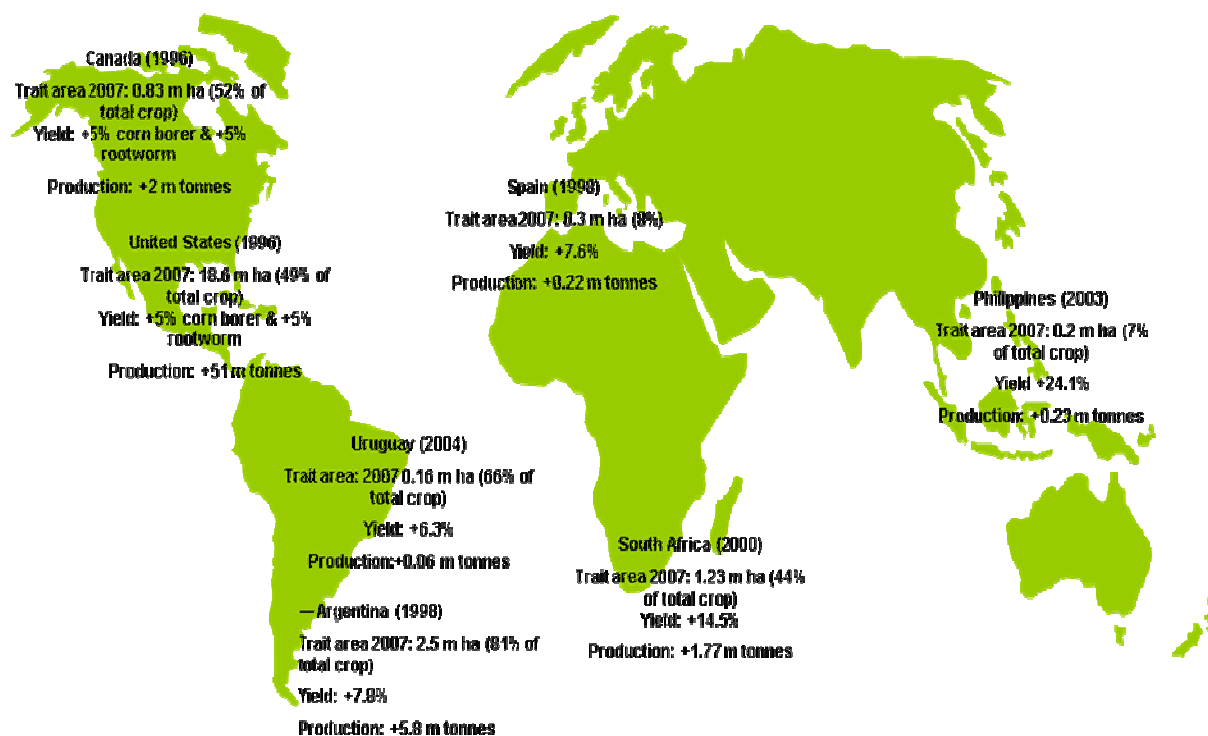 Canada (1996)
Trait area 2007: 0.83 m ha (52% of
total crop)
Yield: +5% corn borer & +5%
rootworm
Production: +2 m tonnes
United States (1996)
Trait area 2007: 18.6 m ha (49% of
total crop)
Yield: +5% corn borer & +5%
rootworm
Production: +51 m tonnes
Uruguay (2004)
Trait area: 2007 0.16 m ha (66% of
total crop)
Yield: +6.3%
Production:+0.06 m tonnes
—Argentina (1998)
Trait area 2007: 2.5 m ha (81% of
total crop)
Yield: +7.8%
Production: +5.8 m tonnes
Spain (1998)
Trait area2007: 0.3 m ha (8%)
Yield: +7.6%
Production: +0.22 m tonnes
South Africa (2000)
Trait area 2007: 1.23 m ha (44%
of total crop)
Yield: +14.5%
Production: +1.77 m tonnes
Philippines (2003)
Trait area 2007: 0.2 m ha (7%
of total crop)
Yield +24.1%
Production: +0.23 m tonnes